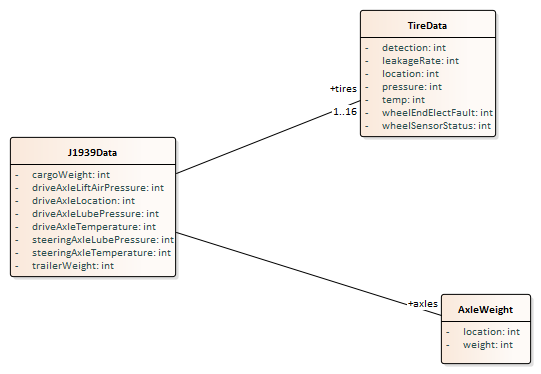 TireData
- detection: int
- leakageRate: int
- location: int
- pressure: int
- temp: int
- wheelEndElectFault: int
- wheelSensorStatus: int
+tires
1..16
J1939Data
- cargoWeight: int
- driveAxleLiftAirPressure: int
- driveAxleLocation: int
- driveAxleLubePressure: int
- driveAxleTemperature: int
- steeringAxleLubePressure: int
- steeringAxleTemperature: int
- trailerWeight: int
+axles
AxleWeight
- location: int
- weight: int